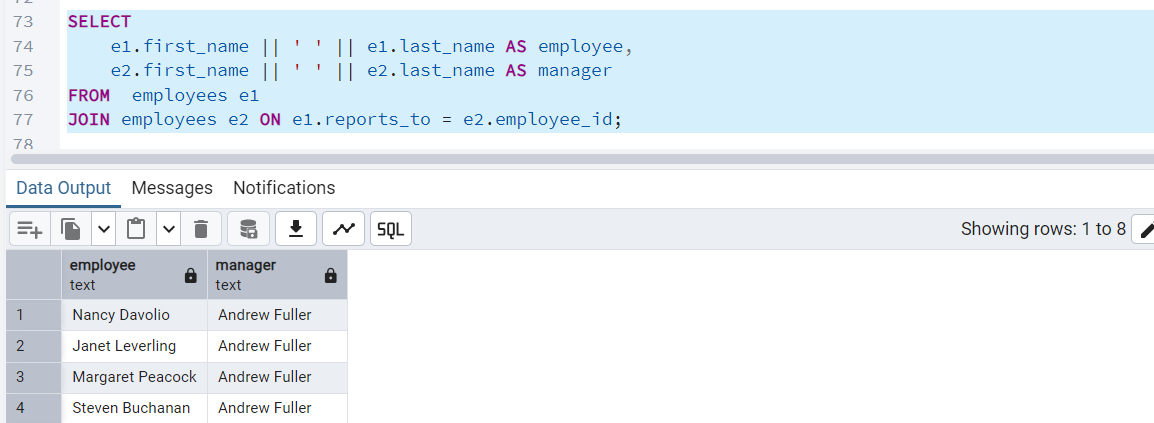 73 SELECT
74 e1.first_name || ' ' || e1.last_name AS employee,
75 e2.first_name || ' ' || e2.last_name AS manager
76 FROM  employees e1
77 JOIN employees e2 ON e1.reports_to = e2.employee_id;
78
Data Output Messages Notifications
SQL Showing rows: 1 to 8
employee manager
text text
1 Nancy Davolio Andrew Fuller
2 Janet Leverling Andrew Fuller
3 Margaret Peacock Andrew Fuller
4 Steven Buchanan Andrew Fuller